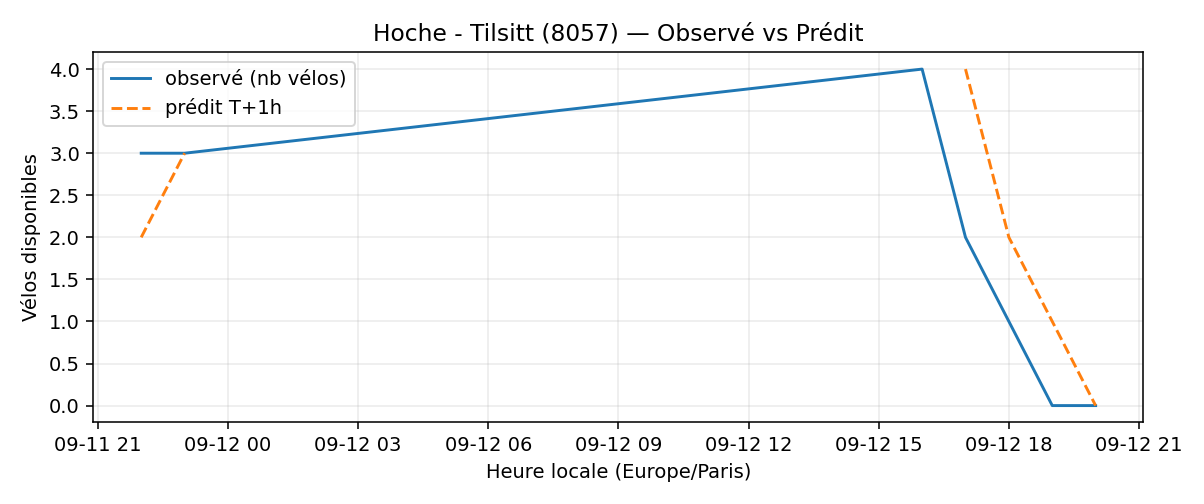 Hoche - Tilsitt (8057) — Observé vs Prédit
observé (nb vélos)
prédit T+1h
Vélos disponibles
4.0
3.5
3.0
2.5
2.0
1.5
1.0
0.5
0.0
09-11 21 09-12 00 09-12 03 09-12 06 09-12 09 09-12 12 09-12 15 09-12 18 09-12 21
Heure locale (Europe/Paris)